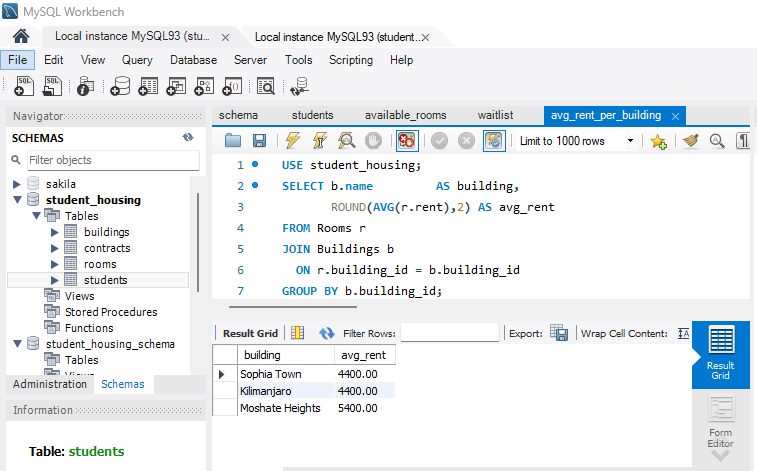 MySQL Workbench
Local instance MySQL93 (stu... × Local instance MySQL93 (student... ×
File Edit View Query Database Server Tools Scripting Help
SQL SQL
Navigator
SCHEMAS
Filter objects
sakila
student_housing
Tables
buildings
contracts
rooms
students
Views
Stored Procedures
Functions
student_housing_schema
Tables
Administration Schemas
Information
Table: students
schema students available_rooms waitlist avg_rent_per_building ×
Limit to 1000 rows
1 USE student_housing;
2 SELECT b.name AS building,
3 ROUND(AVG(r.rent),2) AS avg_rent
4 FROM Rooms r
5 JOIN Buildings b
6 ON r.building_id = b.building_id
7 GROUP BY b.building_id;
Result Grid Filter Rows: Export: Wrap Cell Content: IA
building avg_rent
Sophia Town 4400.00
Kilimanjaro 4400.00
Moshate Heights 5400.00
Result
Grid
Form
Editor